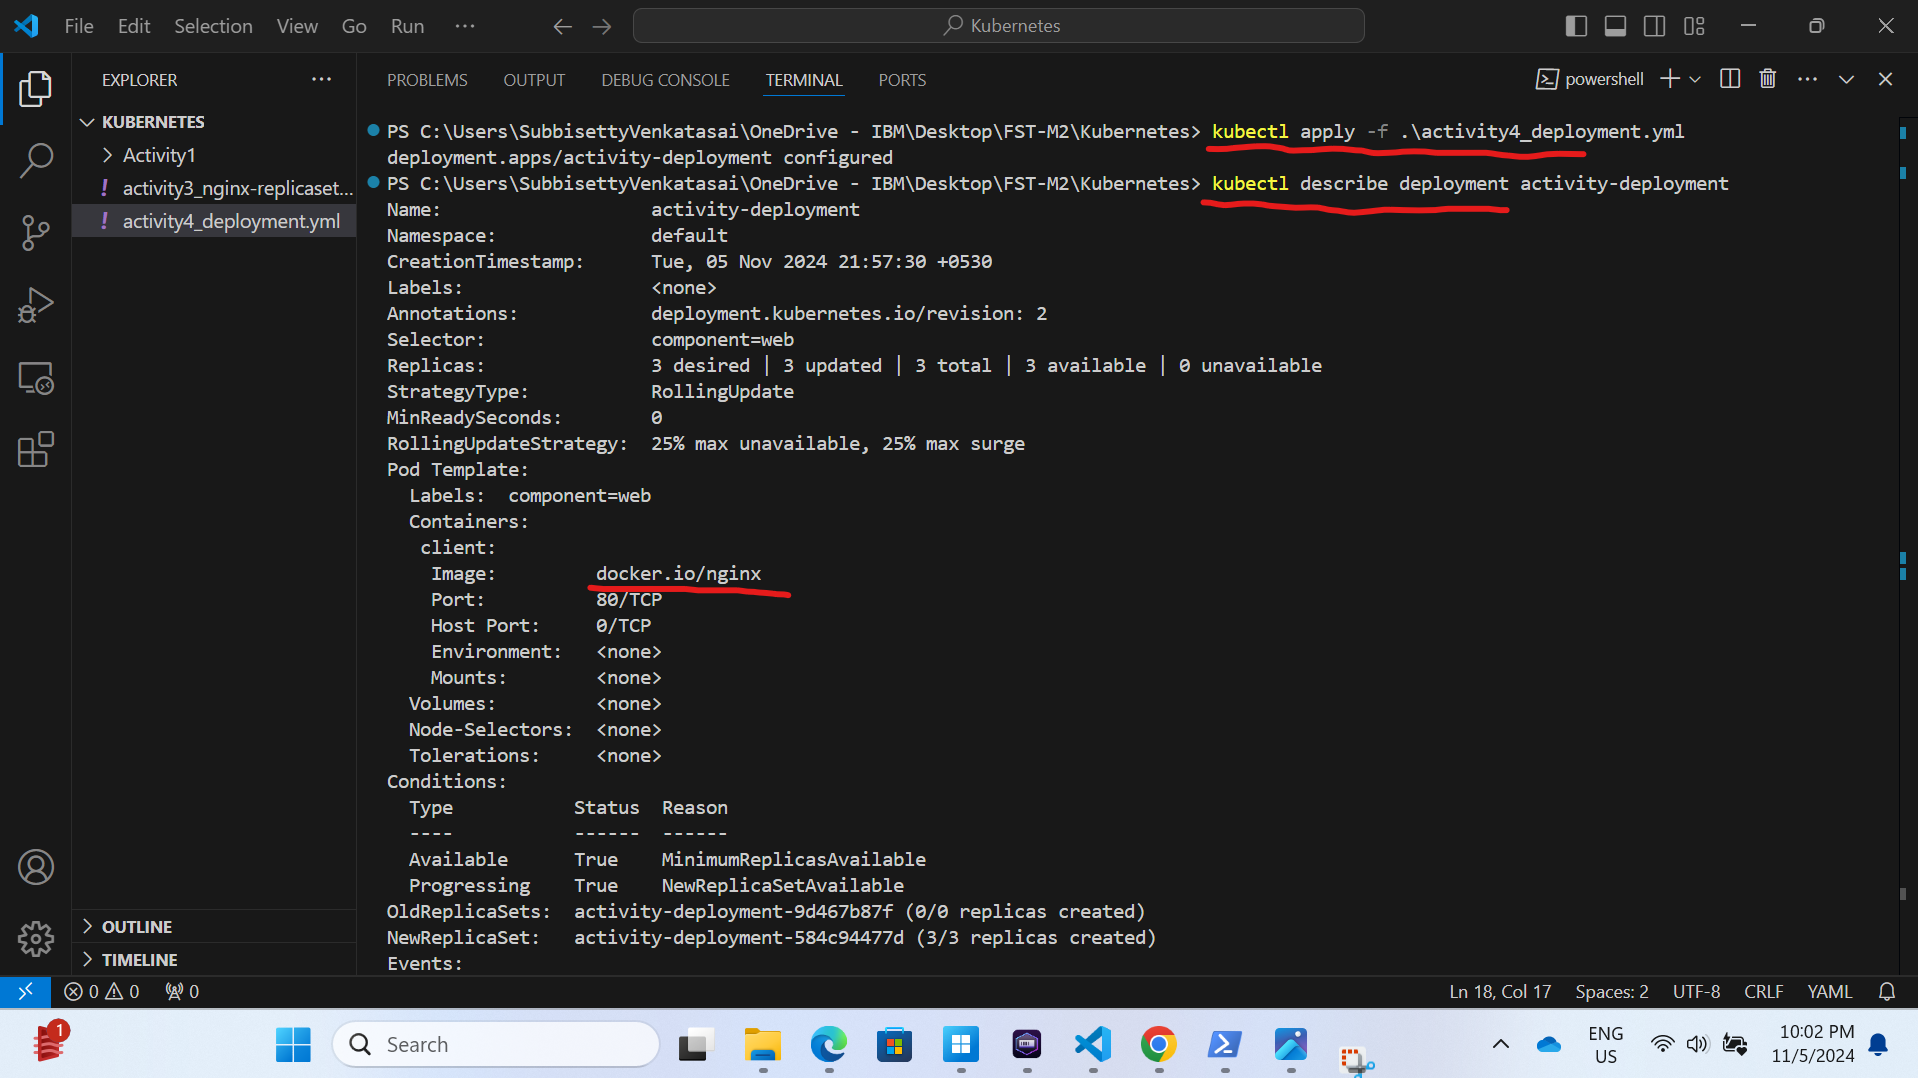 File Edit Selection View Go Run ··· Kubernetes
EXPLORER ···
PROBLEMS OUTPUT DEBUG CONSOLE TERMINAL PORTS powershell ···
KUBERNETES
Activity1
! activity3_nginx-replicaset...
! activity4_deployment.yml
PS C:\Users\SubbisettyVenkatasai\OneDrive - IBM\Desktop\FST-M2\Kubernetes> kubectl apply -f .\activity4_deployment.yml
deployment.apps/activity-deployment configured
PS C:\Users\SubbisettyVenkatasai\OneDrive - IBM\Desktop\FST-M2\Kubernetes> kubectl describe deployment activity-deployment
Name: activity-deployment
Namespace: default
CreationTimestamp: Tue, 05 Nov 2024 21:57:30 +0530
Labels: <none>
Annotations: deployment.kubernetes.io/revision: 2
Selector: component=web
Replicas: 3 desired | 3 updated | 3 total | 3 available | 0 unavailable
StrategyType: RollingUpdate
MinReadySeconds: 0
RollingUpdateStrategy: 25% max unavailable, 25% max surge
Pod Template:
Labels: component=web
Containers:
client:
Image: docker.io/nginx
Port: 80/TCP
Host Port: 0/TCP
Environment: <none>
Mounts: <none>
Volumes: <none>
Node-Selectors: <none>
Tolerations: <none>
Conditions:
Type Status Reason
---- ------ ------
Available True MinimumReplicasAvailable
Progressing True NewReplicaSetAvailable
OldReplicaSets: activity-deployment-9d467b87f (0/0 replicas created)
NewReplicaSet: activity-deployment-584c94477d (3/3 replicas created)
Events:
OUTLINE
TIMELINE
0 0 0 Ln 18, Col 17 Spaces: 2 UTF-8 CRLF YAML
1 Search ENG US 10:02 PM 11/5/2024